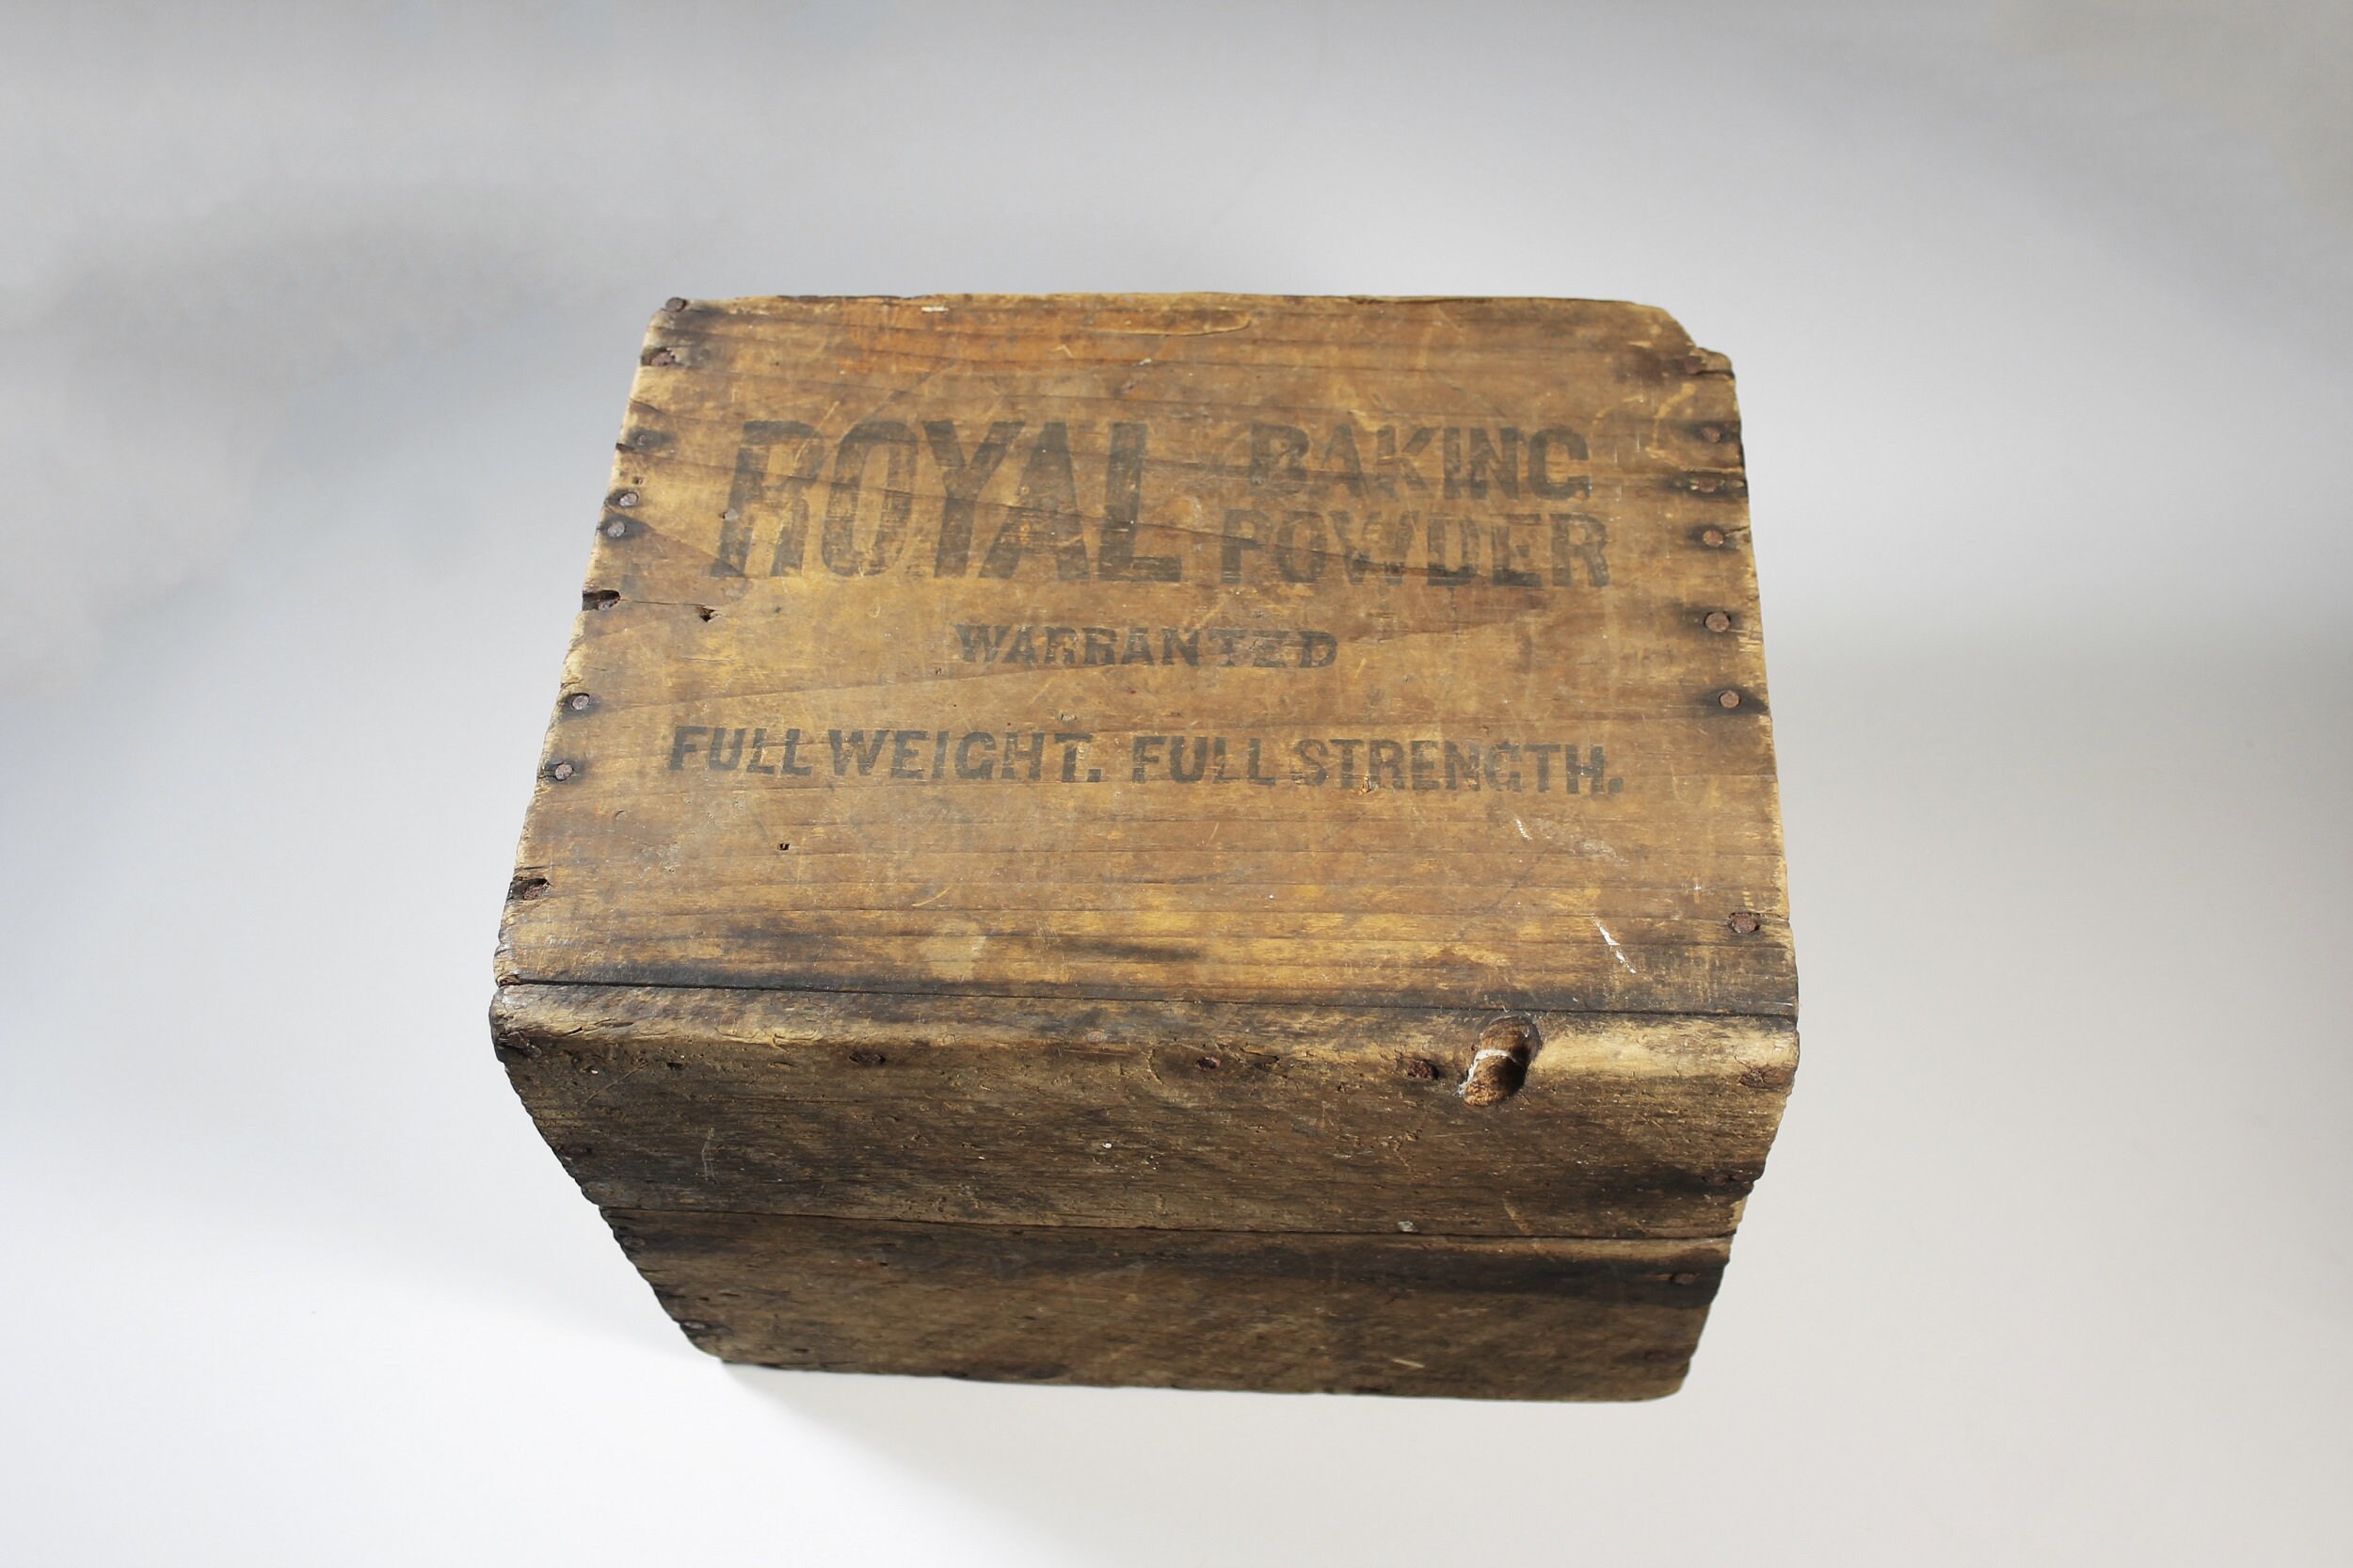 ROYAL BAKING
POWDER
WARRANTED
FULL WEIGHT. FULL STRENGTH.